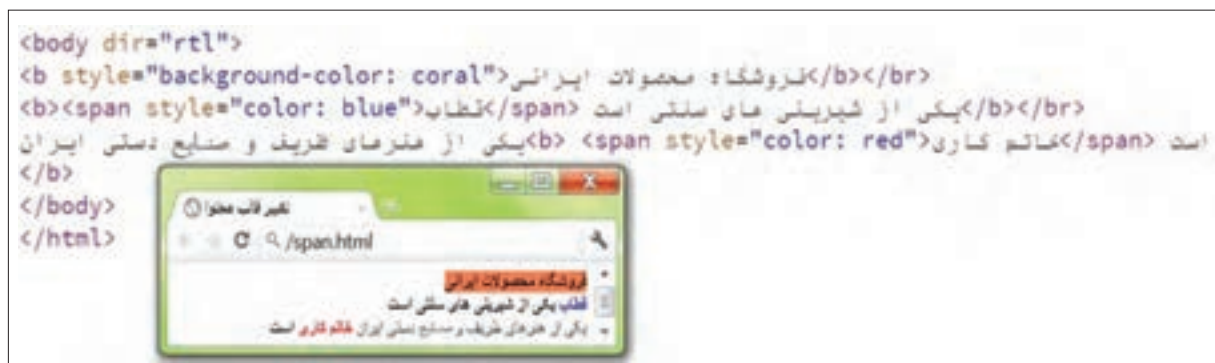 <body dir="rtl">
<b style="background-color: coral">فروشگاه محصولات ایرانی</b></br>
<b><span style="color: blue">قطاب</span> یکی از شیرینی های سنتی است</b></br>
یکی از هنرهای ظریف و صنایع دستی ایران<b> <span style="color: red">خاتم کاری</span> است
</b>
</body>
</html>
تگبیر قالب محتوا
/span.html
فروشگاه محصولات ایرانی
قطاب یکی از شیرینی های سنتی است
یکی از هنرهای ظریف و صنایع دستی ایران خاتم کاری است